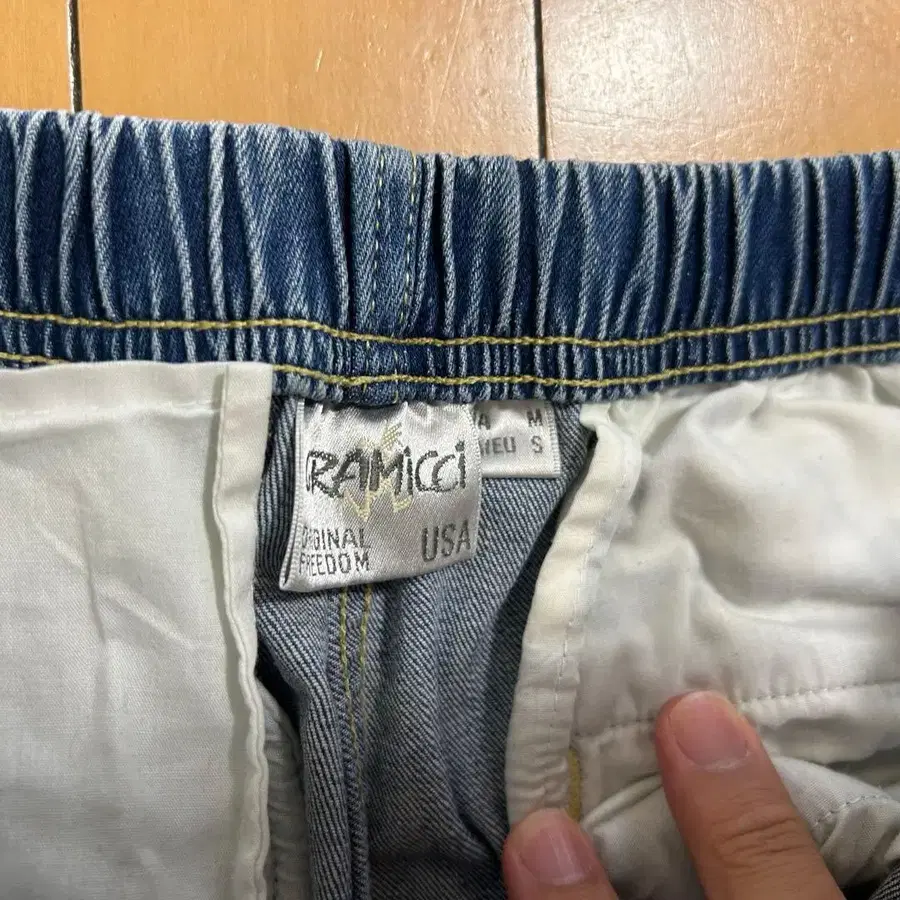 RAMiCCi
ORIGINAL
FREEDOM
USA
M
S